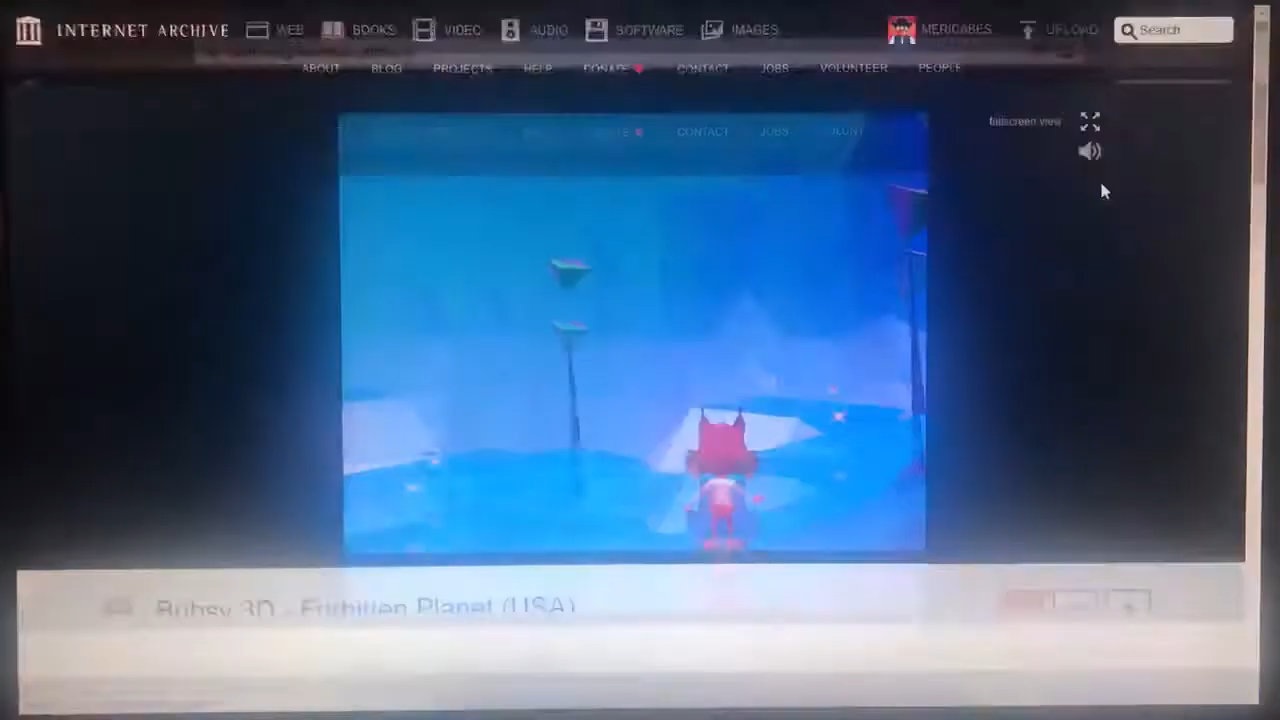 INTERNET ARCHIVE WEB BOOKS VIDEO AUDIO SOFTWARE IMAGES MERICABES UPLOAD Search
ABOUT BLOG PROJECTS HELP DONATE CONTACT JOBS VOLUNTEER PEOPLE
CONTACT JOBS
fullscreen view
Bubsy 3D - Furbitten Planet (USA)